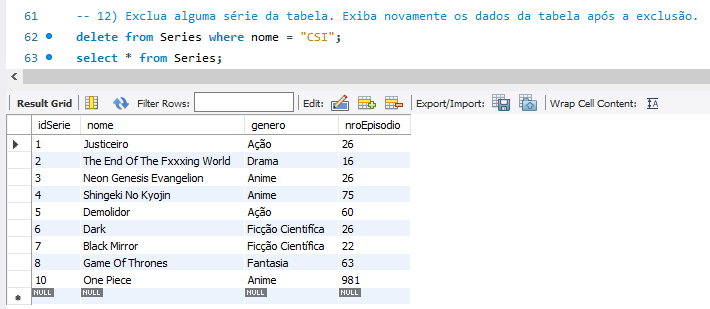 61 -- 12) Exclua alguma série da tabela. Exiba novamente os dados da tabela após a exclusão.
62 delete from Series where nome = "CSI";
63 select * from Series;
Result Grid Filter Rows: Edit: Export/Import: Wrap Cell Content:
idSerie nome genero nroEpisodio
1 Justiceiro Ação 26
2 The End Of The Fxxxing World Drama 16
3 Neon Genesis Evangelion Anime 26
4 Shingeki No Kyojin Anime 75
5 Demolidor Ação 60
6 Dark Ficção Científca 26
7 Black Mirror Ficção Científca 22
8 Game Of Thrones Fantasia 63
10 One Piece Anime 981
NULL NULL NULL NULL